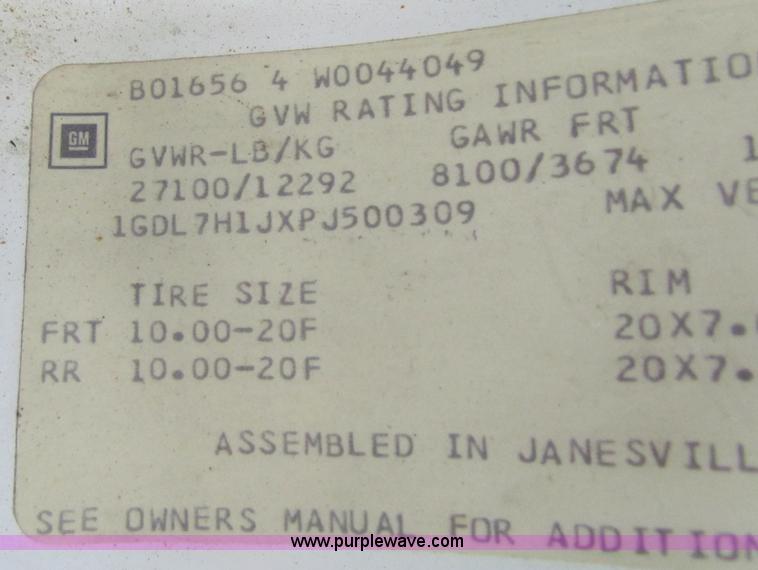 B01656 4 W0044049
GVW RATING INFORMATIO
GM
GVWR-LB/KG GAWR FRT
27100/12292 8100/3674 1
1GDL7H1JXPJ500309 MAX VE
TIRE SIZE RIM
FRT 10.00-20F 20X7.
RR 10.00-20F 20X7.
ASSEMBLED IN JANESVILL
SEE OWNERS MANUAL FOR ADDITION
www.purplewave.com